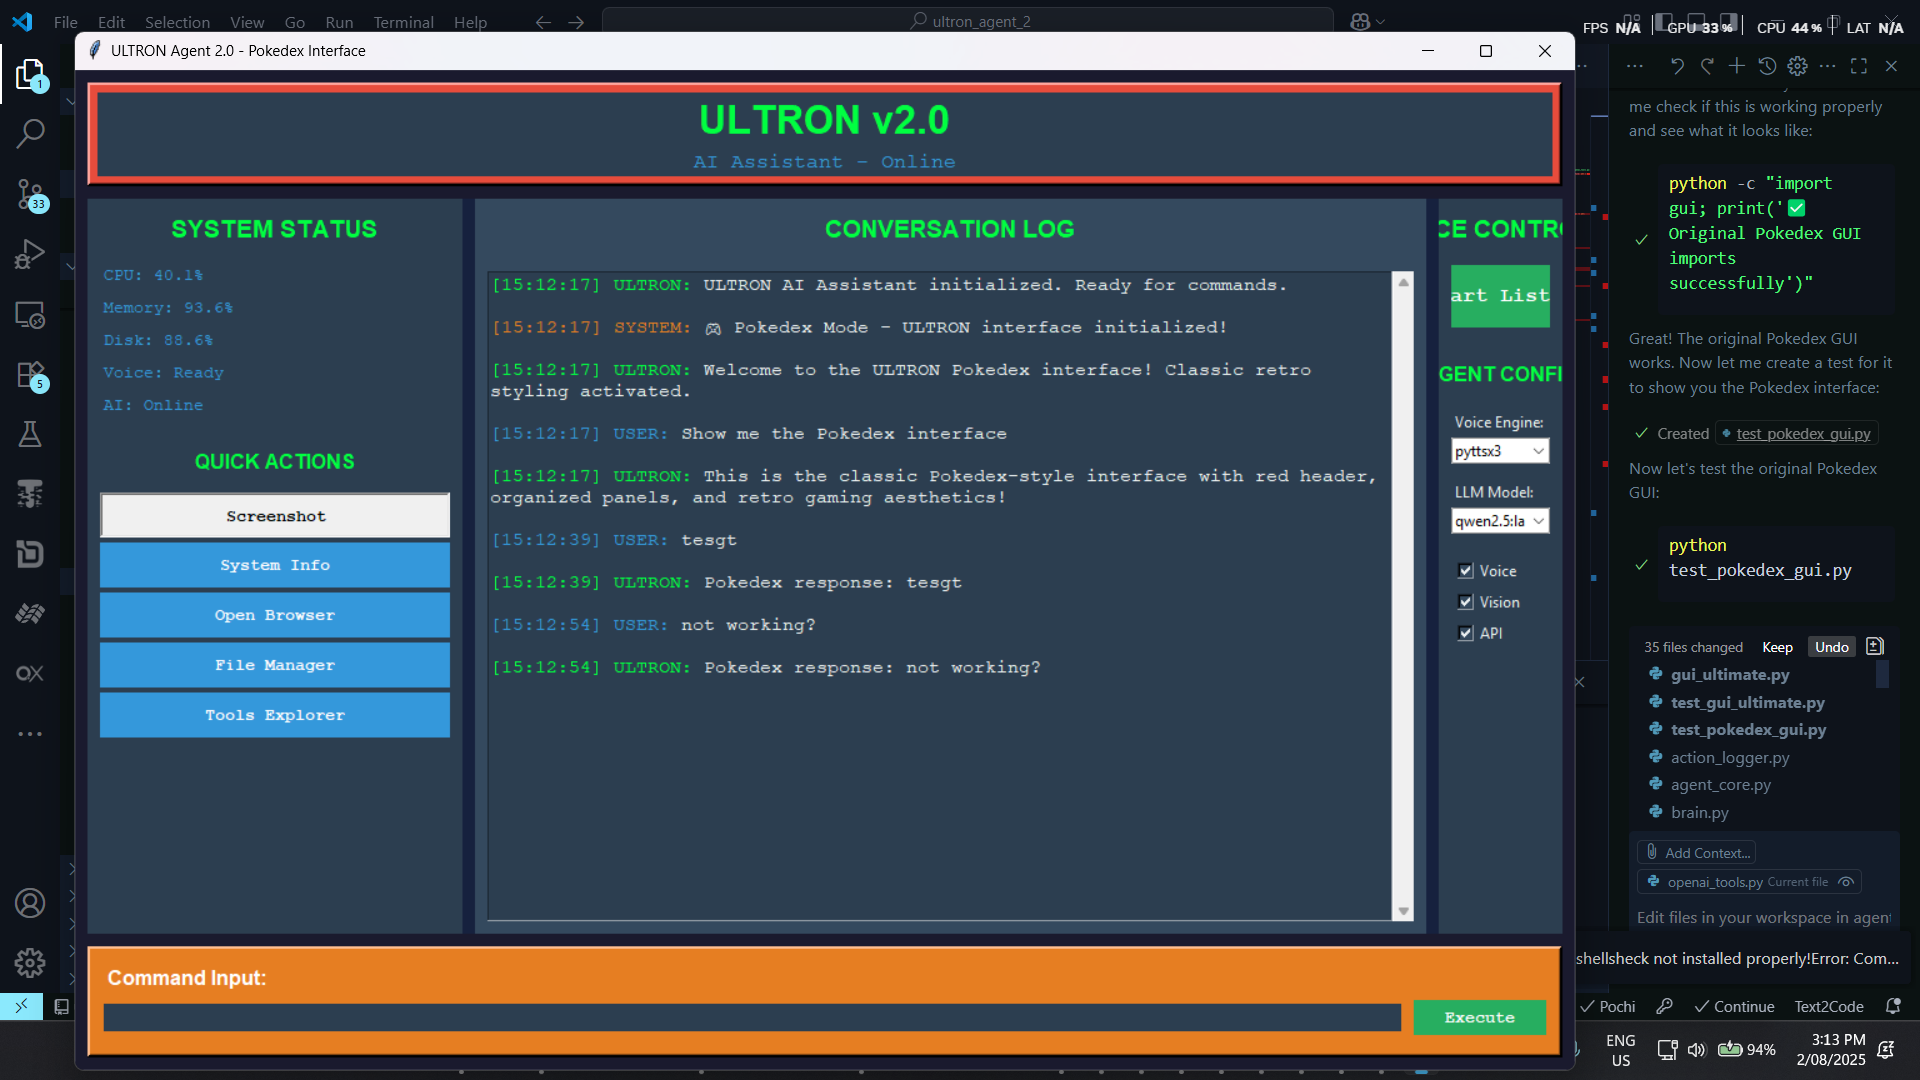 File Edit Selection View Go Run Terminal Help
ultron_agent_2
FPS N/A GPU 33 % CPU 44 % LAT N/A
ULTRON Agent 2.0 - Pokedex Interface
ULTRON v2.0
AI Assistant - Online
SYSTEM STATUS
CPU: 40.1%
Memory: 93.6%
Disk: 88.6%
Voice: Ready
AI: Online
QUICK ACTIONS
Screenshot
System Info
Open Browser
File Manager
Tools Explorer
CONVERSATION LOG
[15:12:17] ULTRON: ULTRON AI Assistant initialized. Ready for commands.
[15:12:17] SYSTEM: 🎮 Pokedex Mode - ULTRON interface initialized!
[15:12:17] ULTRON: Welcome to the ULTRON Pokedex interface! Classic retro
styling activated.
[15:12:17] USER: Show me the Pokedex interface
[15:12:17] ULTRON: This is the classic Pokedex-style interface with red header,
organized panels, and retro gaming aesthetics!
[15:12:39] USER: tesgt
[15:12:39] ULTRON: Pokedex response: tesgt
[15:12:54] USER: not working?
[15:12:54] ULTRON: Pokedex response: not working?
CE CONTRO
art List
GENT CONFI
Voice Engine:
pyttsx3
LLM Model:
qwen2.5:la
Voice
Vision
API
Command Input:
Execute
1
33
5
me check if this is working properly
and see what it looks like:
python -c "import
gui; print('✅
Original Pokedex GUI
imports
successfully')"
Great! The original Pokedex GUI
works. Now let me create a test for it
to show you the Pokedex interface:
Created test_pokedex_gui.py
Now let's test the original Pokedex
GUI:
python
test_pokedex_gui.py
35 files changed Keep Undo
gui_ultimate.py
test_gui_ultimate.py
test_pokedex_gui.py
action_logger.py
agent_core.py
brain.py
Add Context...
openai_tools.py Current file
Edit files in your workspace in agen
shellsheck not installed properly!Error: Com...
Pochi Continue Text2Code
ENG
US
94%
3:13 PM
2/08/2025